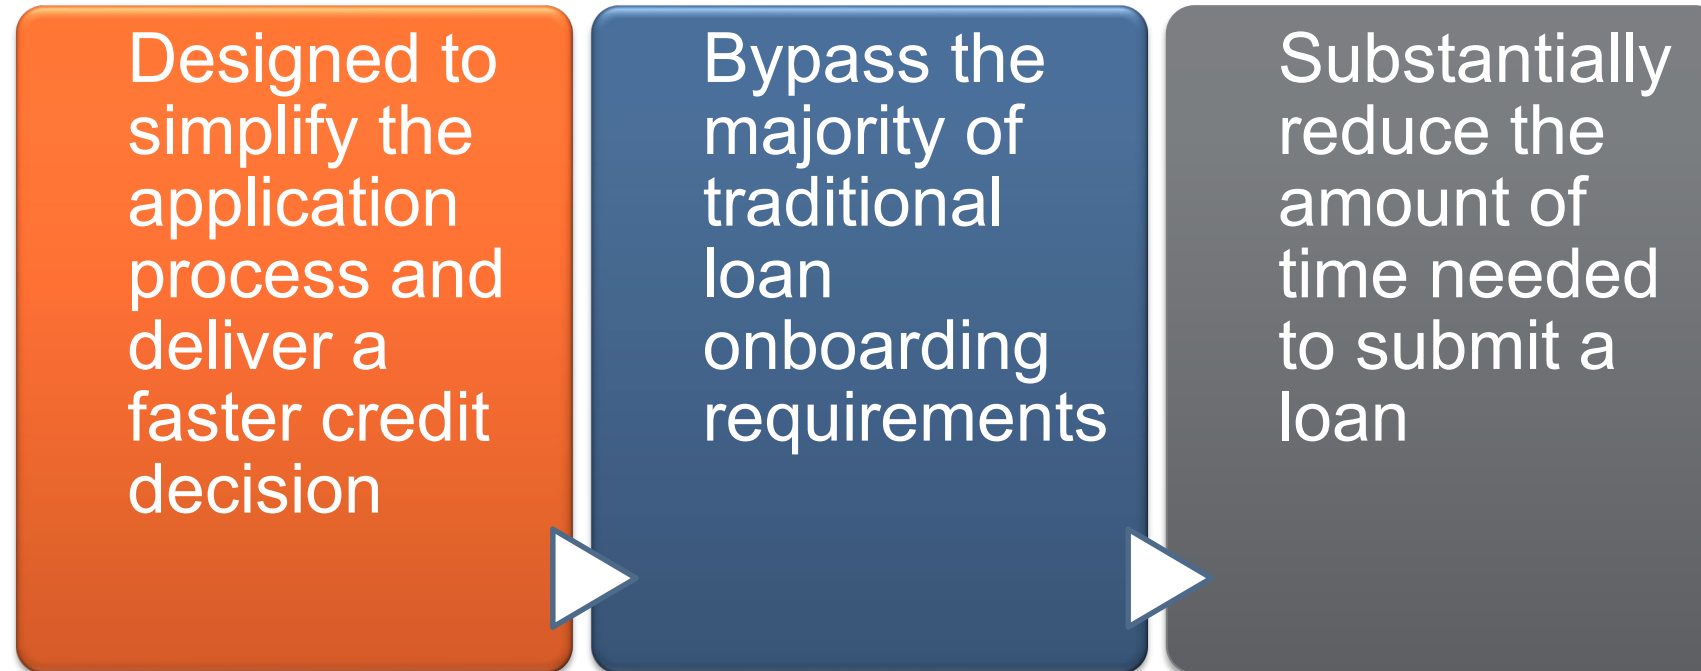 Designed to
simplify the
application
process and
deliver a
faster credit
decision
Bypass the
majority of
traditional
loan
onboarding
requirements
Substantially
reduce the
amount of
time needed
to submit a
loan